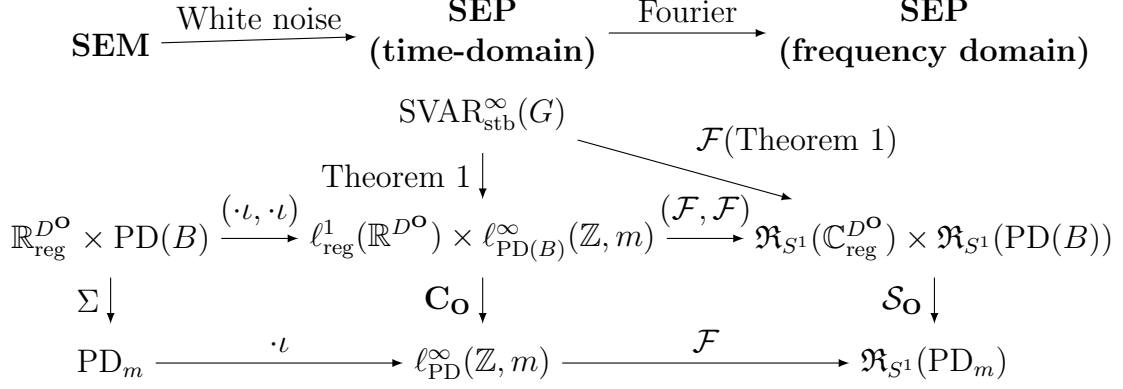 SEM White noise SEP (time-domain) Fourier SEP (frequency domain)
SVAR^∞_stb(G)
Theorem 1 𝓕(Theorem 1)
ℝ^{D^𝐎}_reg × PD(B) (·ι, ·ι) ℓ^1_reg(ℝ^{D^𝐎}) × ℓ^∞_{PD(B)}(ℤ, m) (𝓕, 𝓕) ℜ_{S^1}(ℂ^{D^𝐎}_reg) × ℜ_{S^1}(PD(B))
Σ 𝐂_𝐎 𝓢_𝐎
PD_m ·ι ℓ^∞_PD(ℤ, m) 𝓕 ℜ_{S^1}(PD_m)